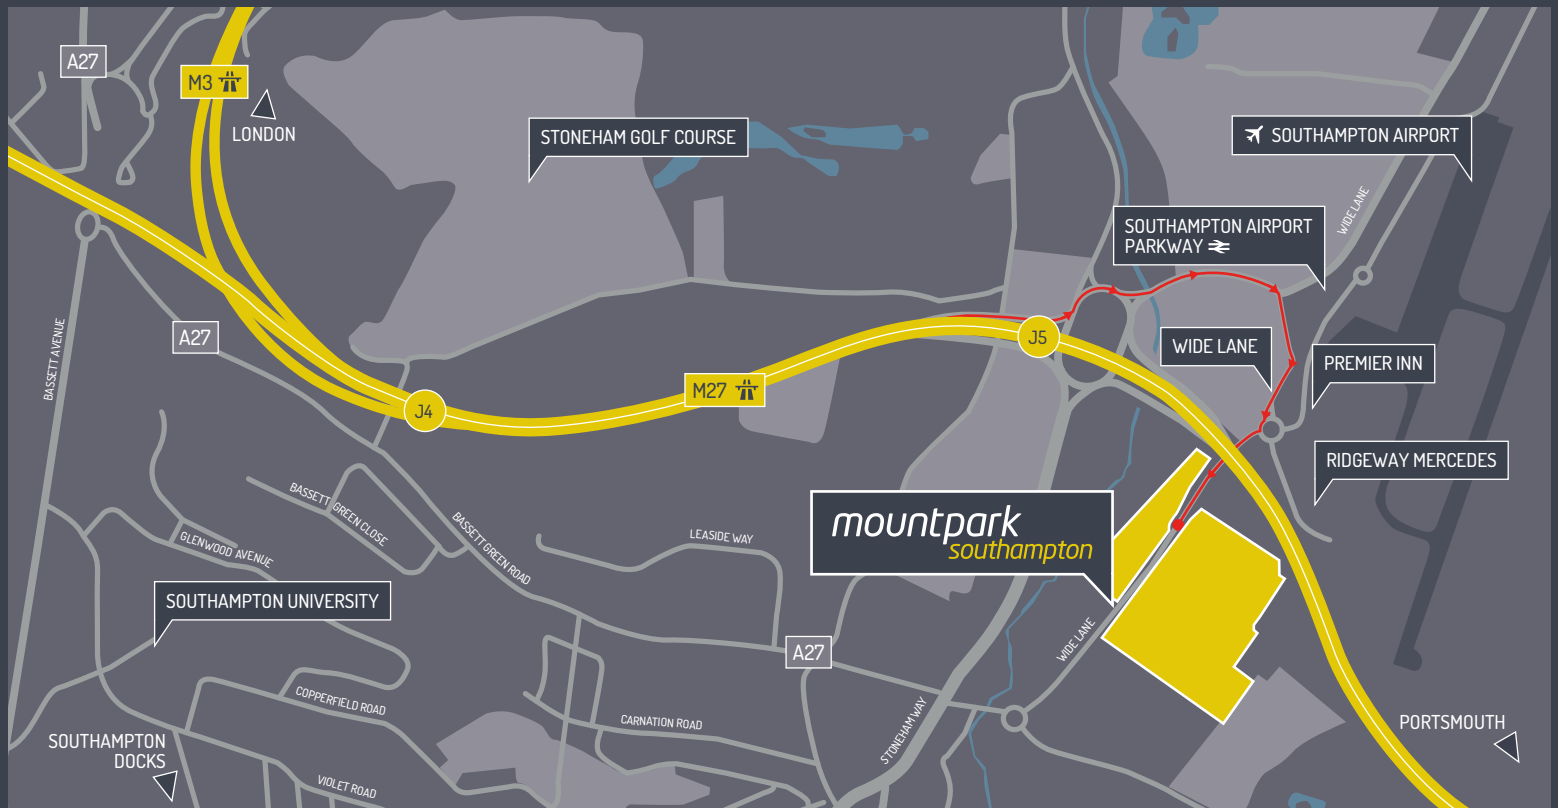 A27
M3
LONDON
STONEHAM GOLF COURSE
SOUTHAMPTON AIRPORT
WIDE LANE
SOUTHAMPTON AIRPORT
PARKWAY
BASSETT AVENUE
A27
J5
WIDE LANE
PREMIER INN
M27
J4
RIDGEWAY MERCEDES
BASSETT GREEN CLOSE
BASSETT GREEN ROAD
GLENWOOD AVENUE
LEASIDE WAY
mountpark
southampton
SOUTHAMPTON UNIVERSITY
WIDE LANE
A27
COPPERFIELD ROAD
CARNATION ROAD
STONEHAM WAY
PORTSMOUTH
SOUTHAMPTON
DOCKS
VIOLET ROAD